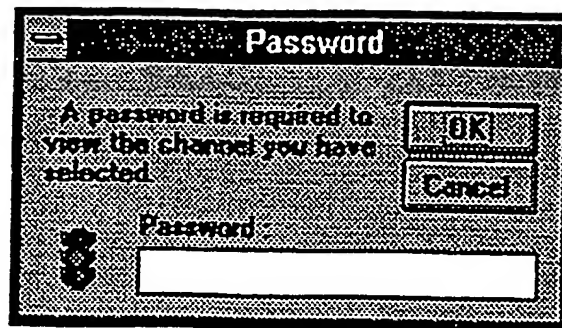 Password
A password is required to
view the channel you have
selected.
OK
Cancel
Password